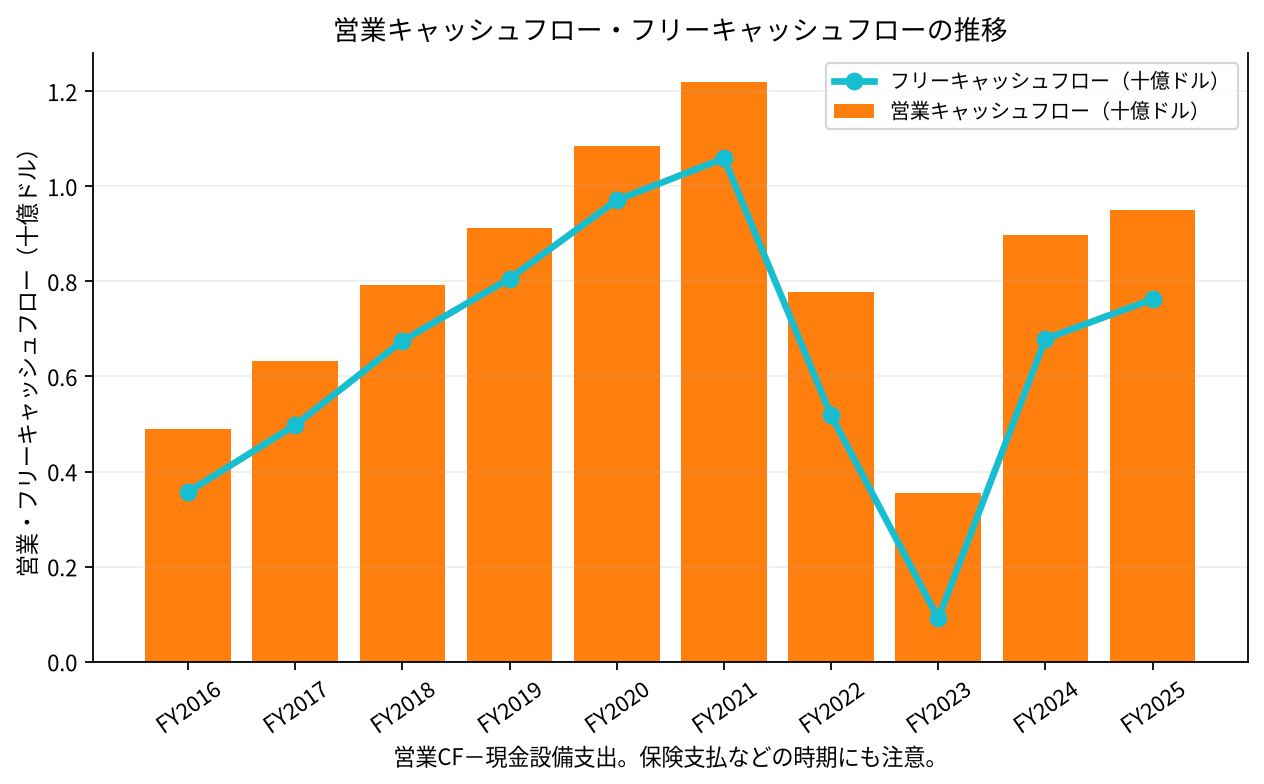 営業キャッシュフロー・フリーキャッシュフローの推移
フリーキャッシュフロー（十億ドル）
営業キャッシュフロー（十億ドル）
営業・フリーキャッシュフロー（十億ドル）
1.2
1.0
0.8
0.6
0.4
0.2
0.0
FY2016
FY2017
FY2018
FY2019
FY2020
FY2021
FY2022
FY2023
FY2024
FY2025
営業CF－現金設備支出。保険支払などの時期にも注意。